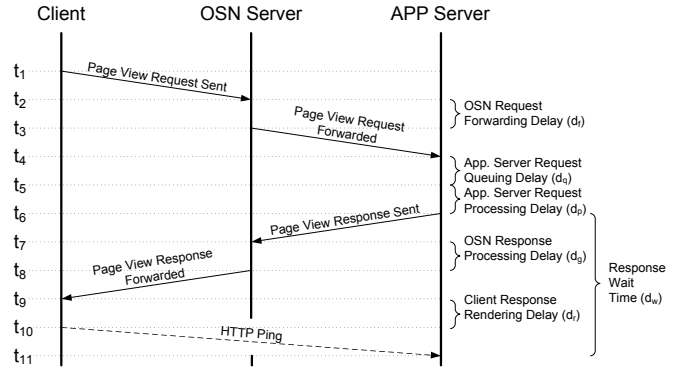 Client
OSN Server
APP Server
t1
Page View Request Sent
t2
OSN Request
Forwarding Delay (df)
Page View Request
Forwarded
t3
t4
App. Server Request
Queuing Delay (dq)
t5
App. Server Request
Processing Delay (dp)
t6
Page View Response Sent
t7
OSN Response
Processing Delay (dg)
Page View Response
Forwarded
t8
Response
Wait
Time (dw)
t9
Client Response
Rendering Delay (dr)
t10
HTTP Ping
t11